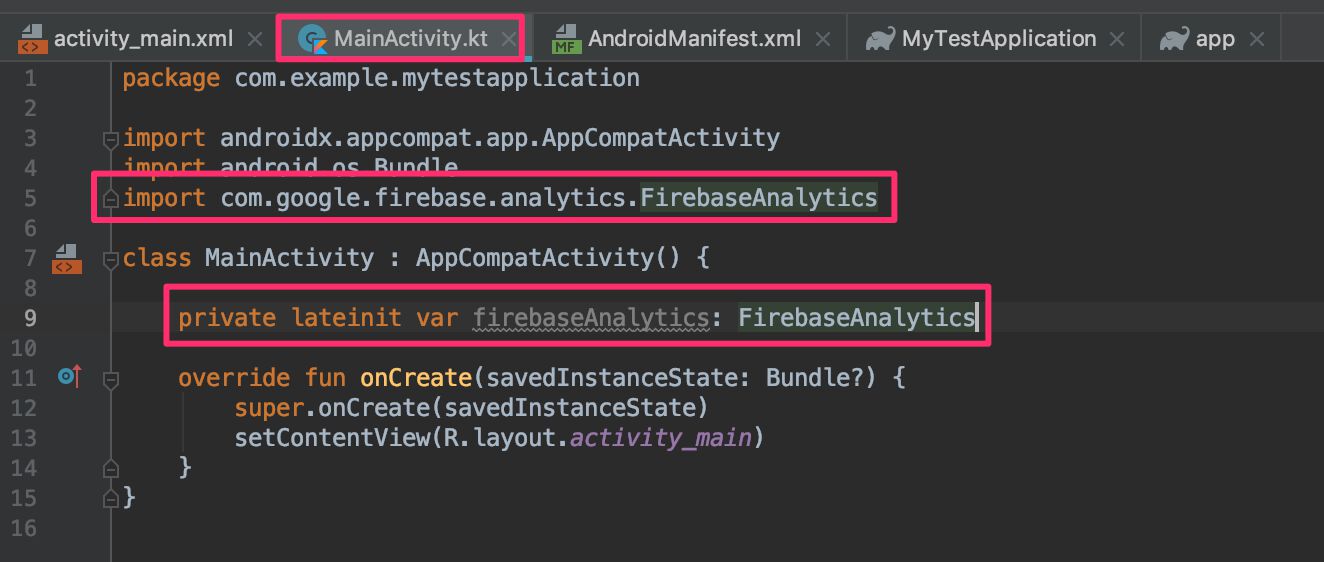 activity_main.xml MainActivity.kt MF AndroidManifest.xml MyTestApplication app
1 package com.example.mytestapplication
2
3 import androidx.appcompat.app.AppCompatActivity
4 import android.os.Bundle
5 import com.google.firebase.analytics.FirebaseAnalytics
6
7 class MainActivity : AppCompatActivity() {
8
9 private lateinit var firebaseAnalytics: FirebaseAnalytics
10
11 override fun onCreate(savedInstanceState: Bundle?) {
12 super.onCreate(savedInstanceState)
13 setContentView(R.layout.activity_main)
14 }
15 }
16